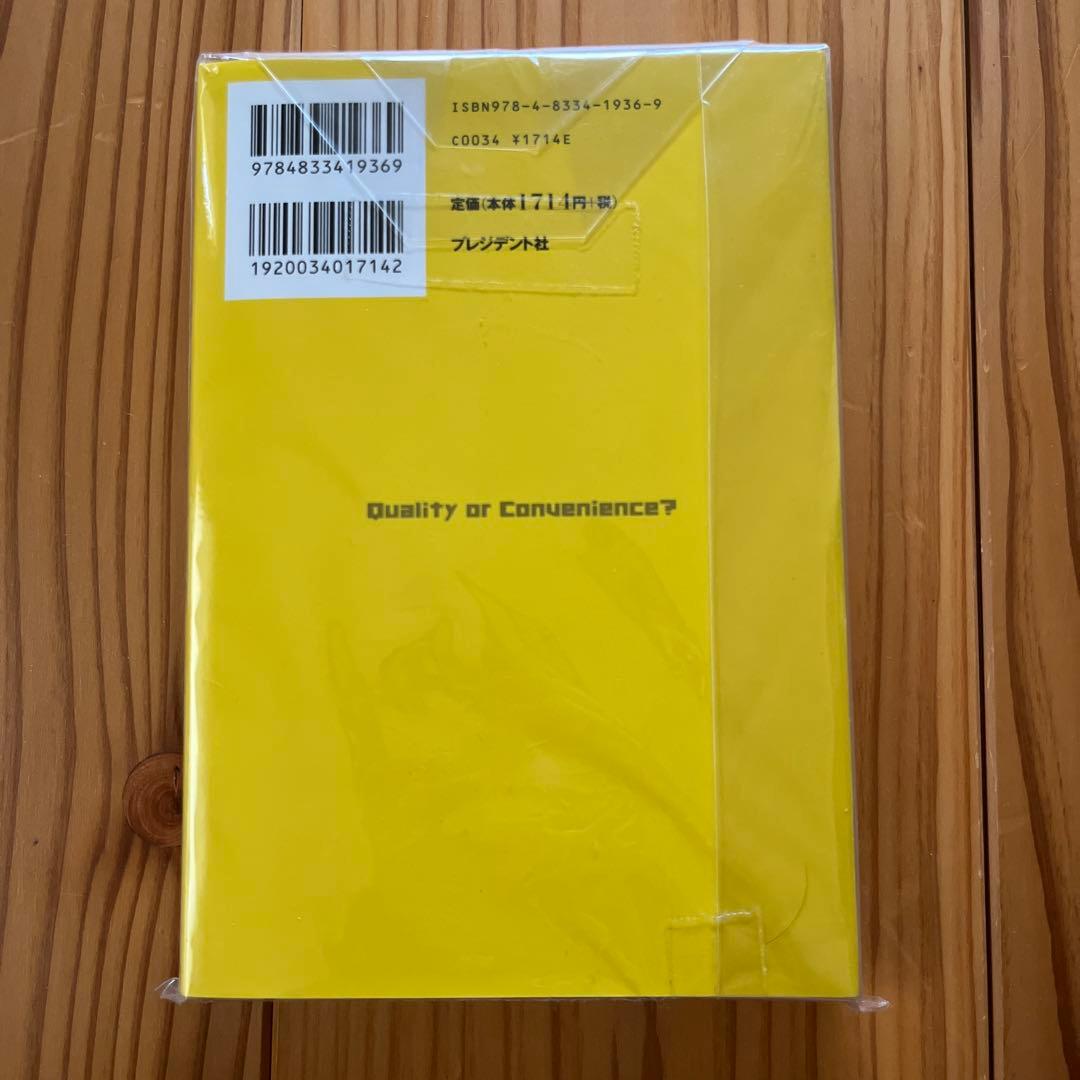 ISBN978-4-8334-1936-9
C0034 ¥1714E
9784833419369
定価(本体1714円+税)
プレジデント社
1920034017142
Quality or Convenience?